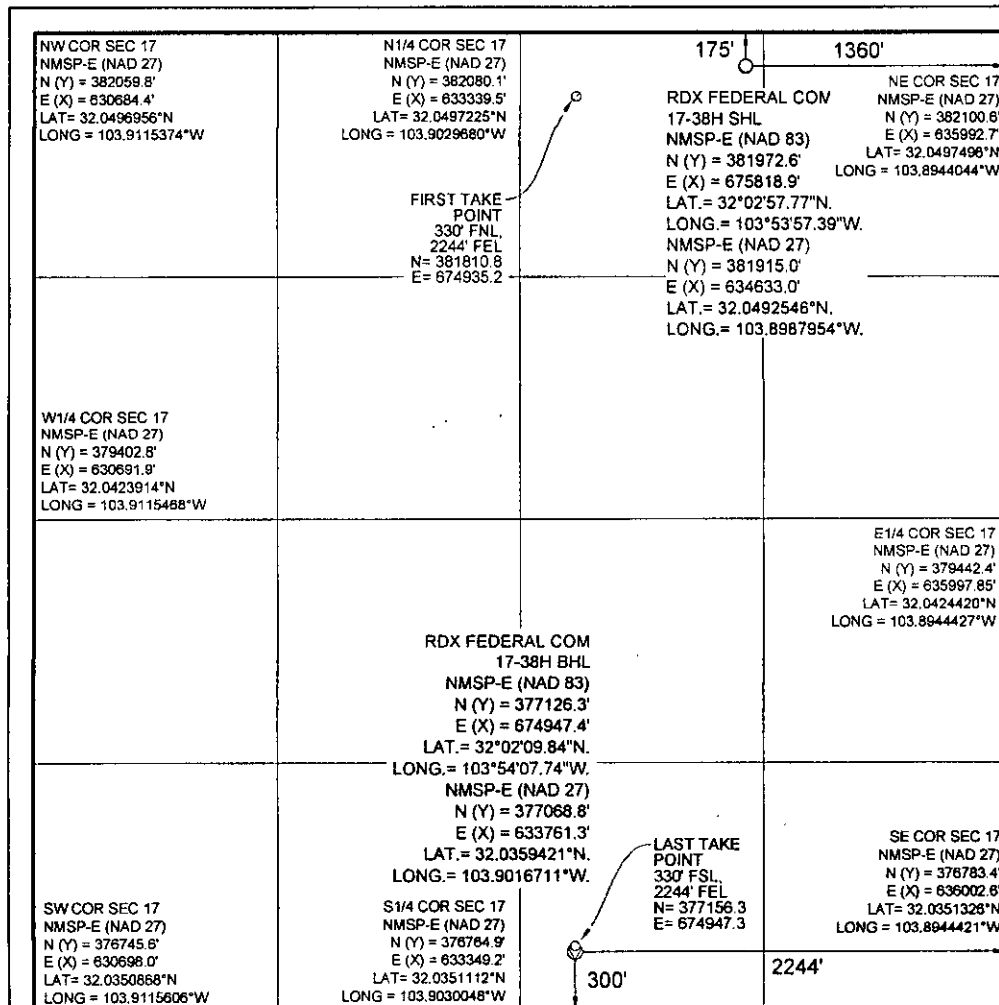 NW COR SEC 17
NMSP-E (NAD 27)
N (Y) = 382059.8'
E (X) = 630684.4'
LAT= 32.0496956°N
LONG = 103.9115374°W
N1/4 COR SEC 17
NMSP-E (NAD 27)
N (Y) = 382080.1'
E (X) = 633339.5'
LAT= 32.0497225°N
LONG = 103.9029680°W
175'
1360'
NE COR SEC 17
NMSP-E (NAD 27)
N (Y) = 382100.6'
E (X) = 635992.7'
LAT= 32.0497496°N
LONG = 103.8944044°W
RDX FEDERAL COM
17-38H SHL
NMSP-E (NAD 83)
N (Y) = 381972.6'
E (X) = 675818.9'
LAT.= 32°02'57.77"N.
LONG.= 103°53'57.39"W.
NMSP-E (NAD 27)
N (Y) = 381915.0'
E (X) = 634633.0'
LAT.= 32.0492546°N.
LONG.= 103.8987954°W.
FIRST TAKE
POINT
330' FNL,
2244' FEL
N= 381810.8
E= 674935.2
W1/4 COR SEC 17
NMSP-E (NAD 27)
N (Y) = 379402.8'
E (X) = 630691.9'
LAT= 32.0423914°N
LONG = 103.9115468°W
E1/4 COR SEC 17
NMSP-E (NAD 27)
N (Y) = 379442.4'
E (X) = 635997.85'
LAT= 32.0424420°N
LONG = 103.8944427°W
RDX FEDERAL COM
17-38H BHL
NMSP-E (NAD 83)
N (Y) = 377126.3'
E (X) = 674947.4'
LAT.= 32°02'09.84"N.
LONG.= 103°54'07.74"W.
NMSP-E (NAD 27)
N (Y) = 377068.8'
E (X) = 633761.3'
LAT.= 32.0359421°N.
LONG.= 103.9016711°W.
LAST TAKE
POINT
330' FSL,
2244' FEL
N= 377156.3
E= 674947.3
SE COR SEC 17
NMSP-E (NAD 27)
N (Y) = 376783.4'
E (X) = 636002.6'
LAT= 32.0351326°N
LONG = 103.8944421°W
SW COR SEC 17
NMSP-E (NAD 27)
N (Y) = 376745.6'
E (X) = 630698.0'
LAT= 32.0350868°N
LONG = 103.9115606°W
S1/4 COR SEC 17
NMSP-E (NAD 27)
N (Y) = 376764.9'
E (X) = 633349.2'
LAT= 32.0351112°N
LONG = 103.9030048°W
300'
2244'